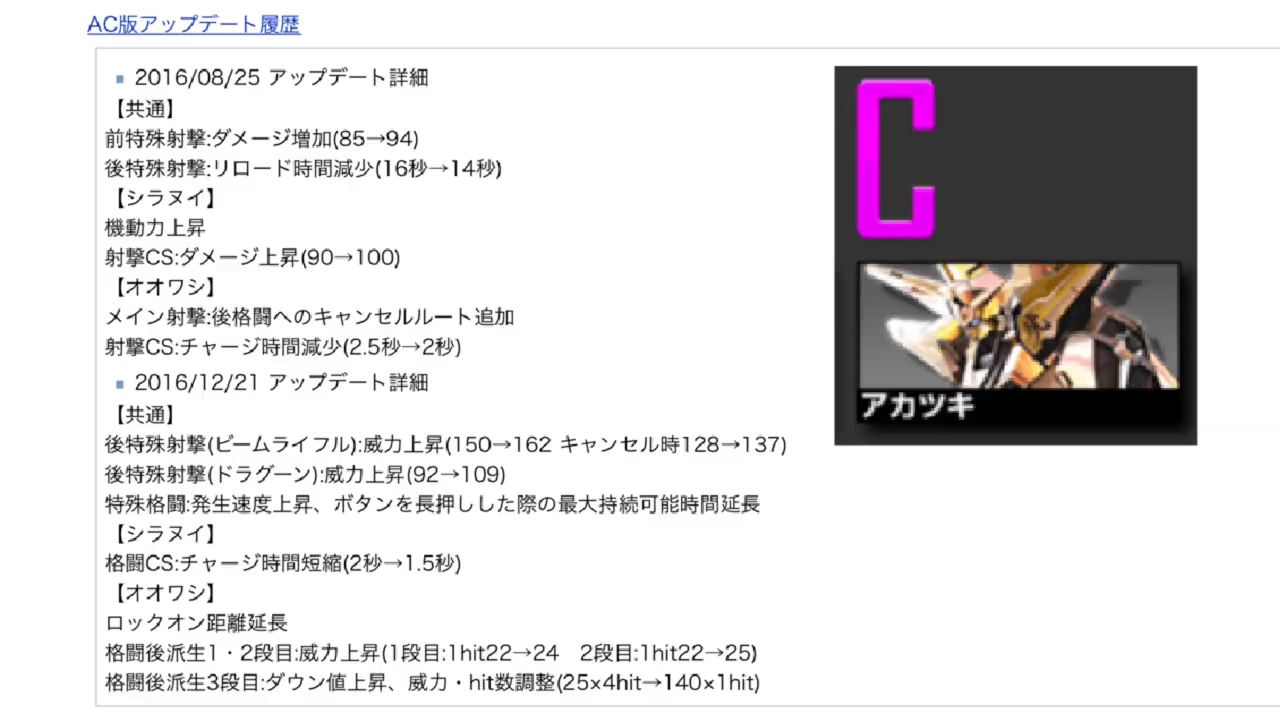 AC版アップデート履歴
2016/08/25 アップデート詳細
【共通】
前特殊射撃:ダメージ増加(85→94)
後特殊射撃:リロード時間減少(16秒→14秒)
【シラヌイ】
機動力上昇
射撃CS:ダメージ上昇(90→100)
【オオワシ】
メイン射撃:後格闘へのキャンセルルート追加
射撃CS:チャージ時間減少(2.5秒→2秒)
2016/12/21 アップデート詳細
【共通】
後特殊射撃(ビームライフル):威力上昇(150→162 キャンセル時128→137)
後特殊射撃(ドラグーン):威力上昇(92→109)
特殊格闘:発生速度上昇、ボタンを長押しした際の最大持続可能時間延長
【シラヌイ】
格闘CS:チャージ時間短縮(2秒→1.5秒)
【オオワシ】
ロックオン距離延長
格闘後派生1・2段目:威力上昇(1段目:1hit22→24　2段目:1hit22→25)
格闘後派生3段目:ダウン値上昇、威力・hit数調整(25×4hit→140×1hit)
C
アカツキ